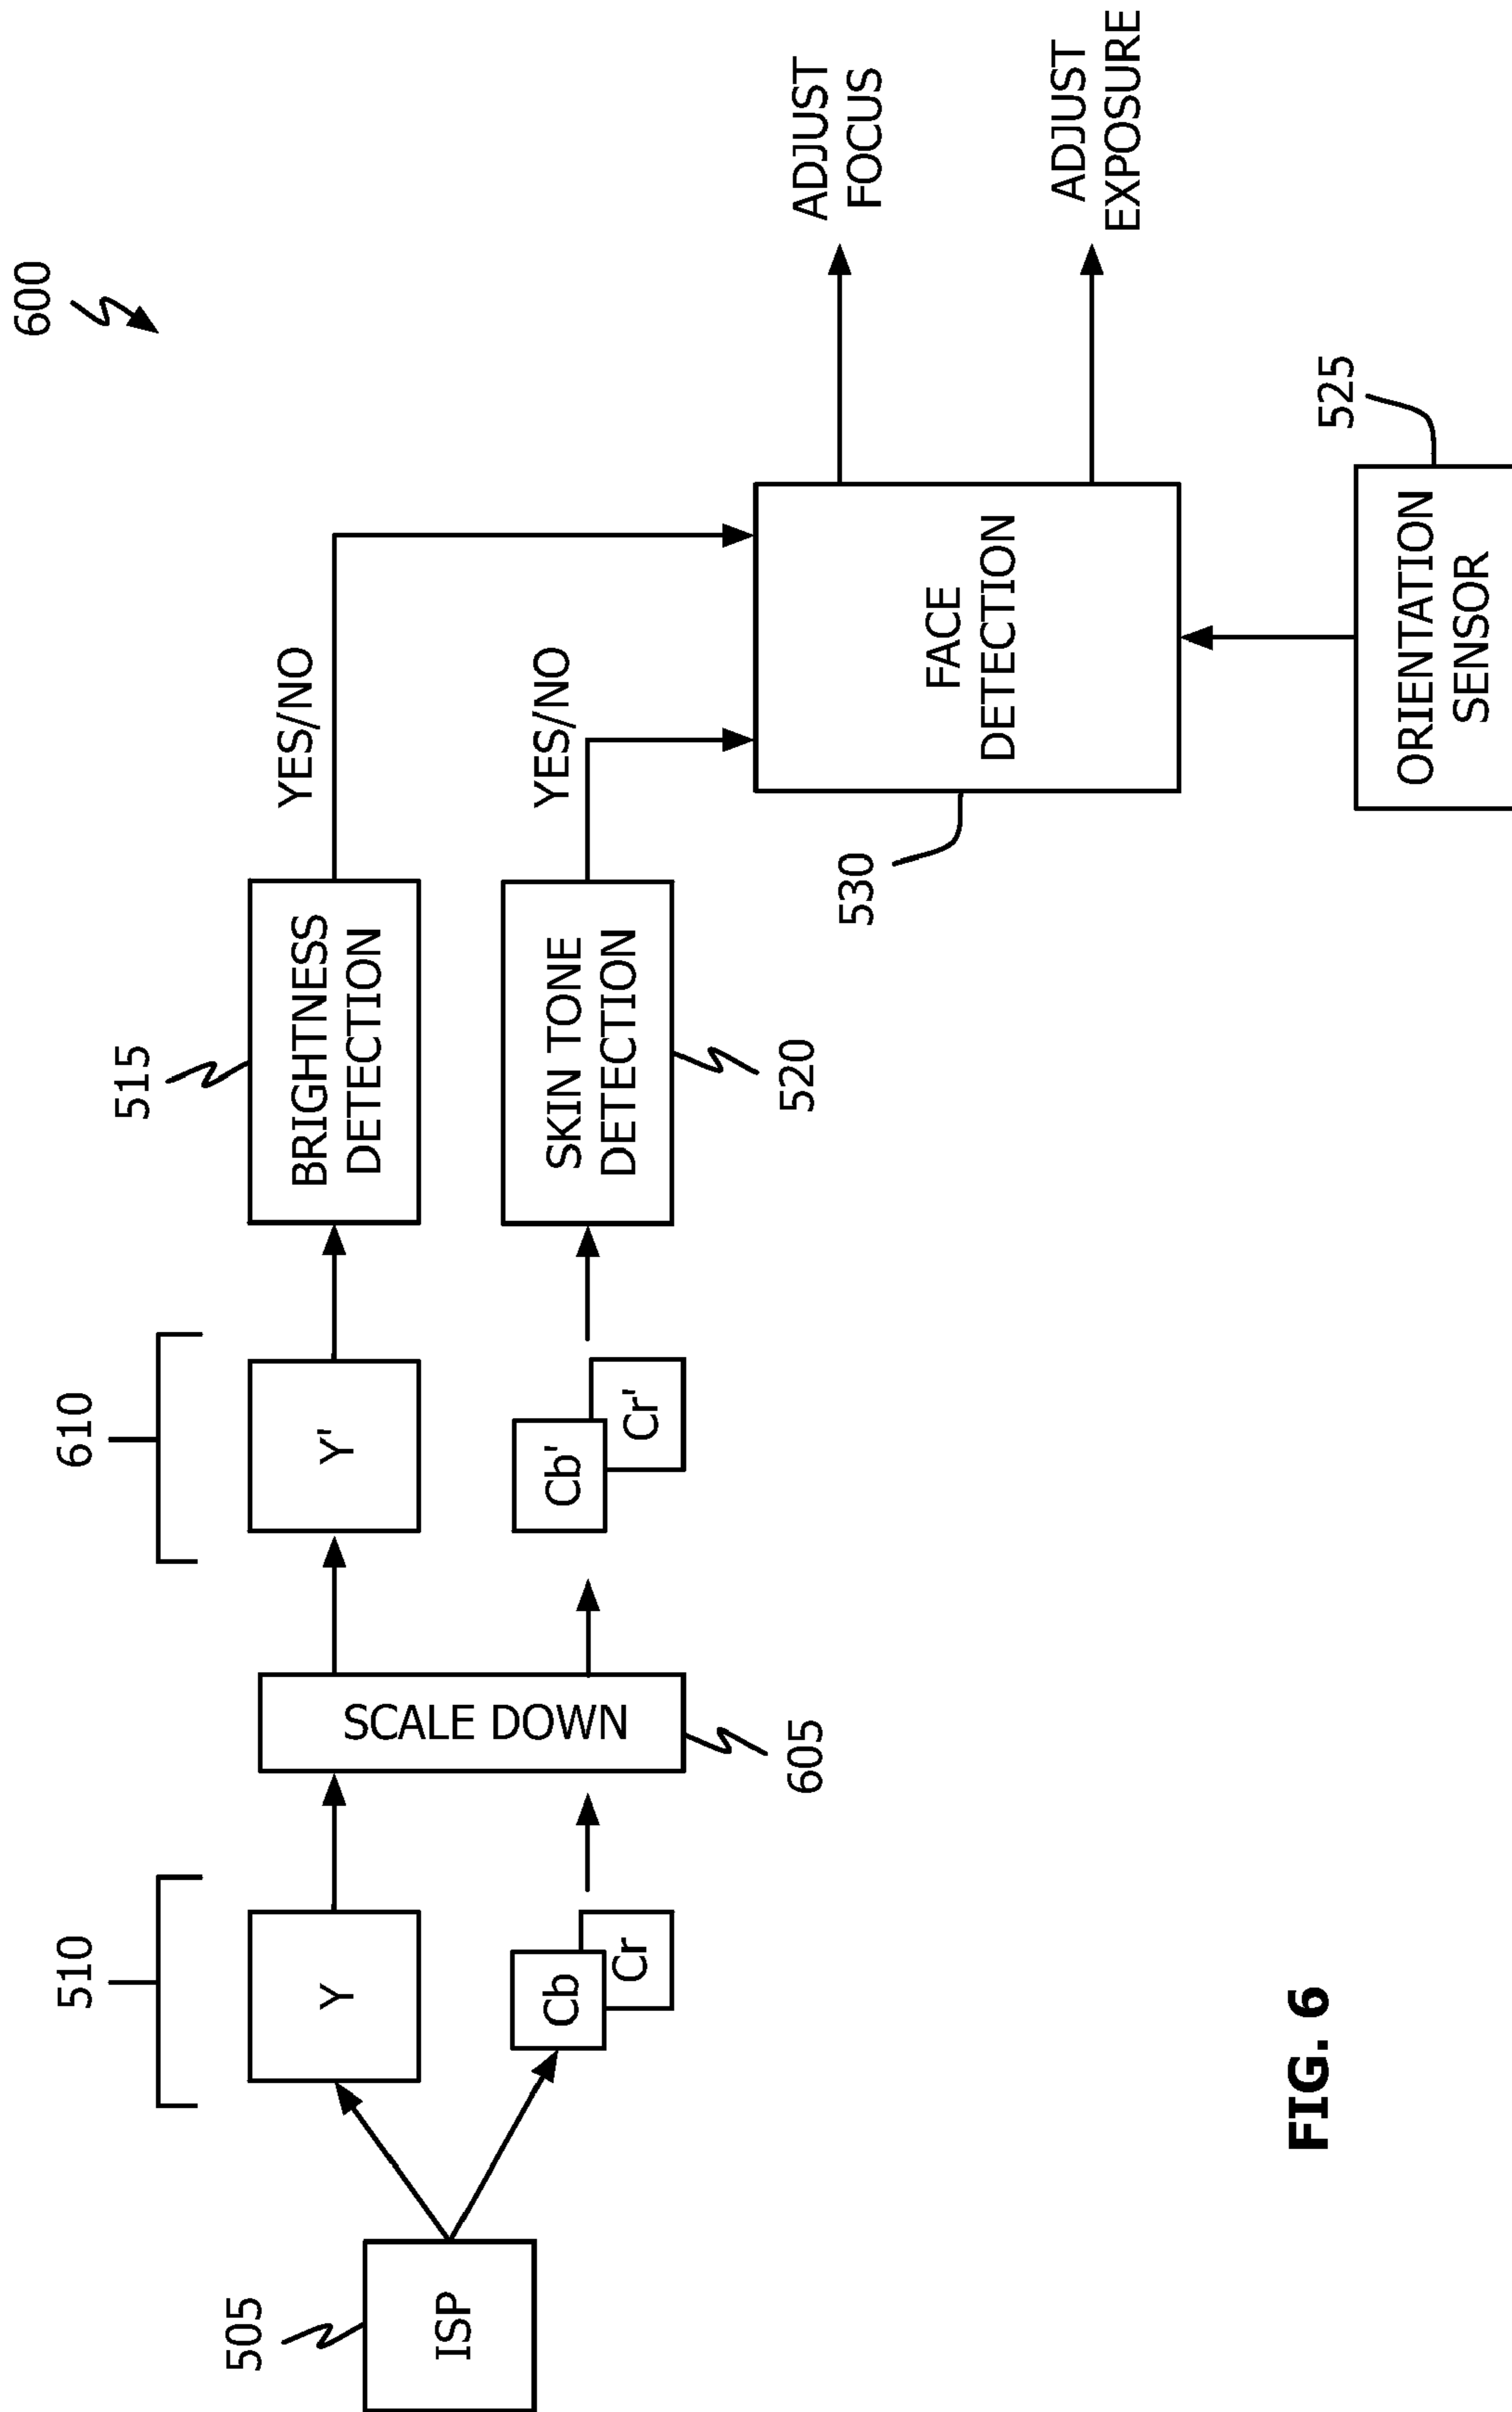 600
510
610
515
505
ISP
Y
Cb
Cr
SCALE DOWN
605
Y'
Cb'
Cr'
BRIGHTNESS
DETECTION
SKIN TONE
DETECTION
520
YES/NO
YES/NO
530
FACE
DETECTION
ADJUST
FOCUS
ADJUST
EXPOSURE
525
ORIENTATION
SENSOR
FIG. 6